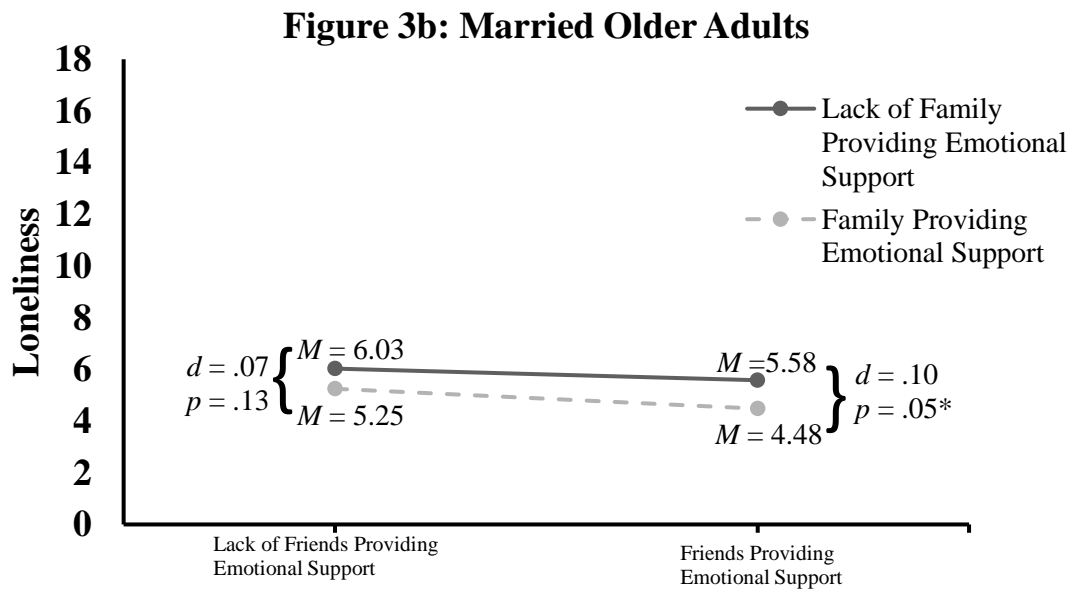 Figure 3b: Married Older Adults
18
16
14
12
10
8
6
4
2
0
Loneliness
Lack of Family
Providing Emotional
Support
Family Providing
Emotional Support
d = .07
p = .13
{
M = 6.03
M = 5.25
M =5.58
M = 4.48
}
d = .10
p = .05*
Lack of Friends Providing
Emotional Support
Friends Providing
Emotional Support